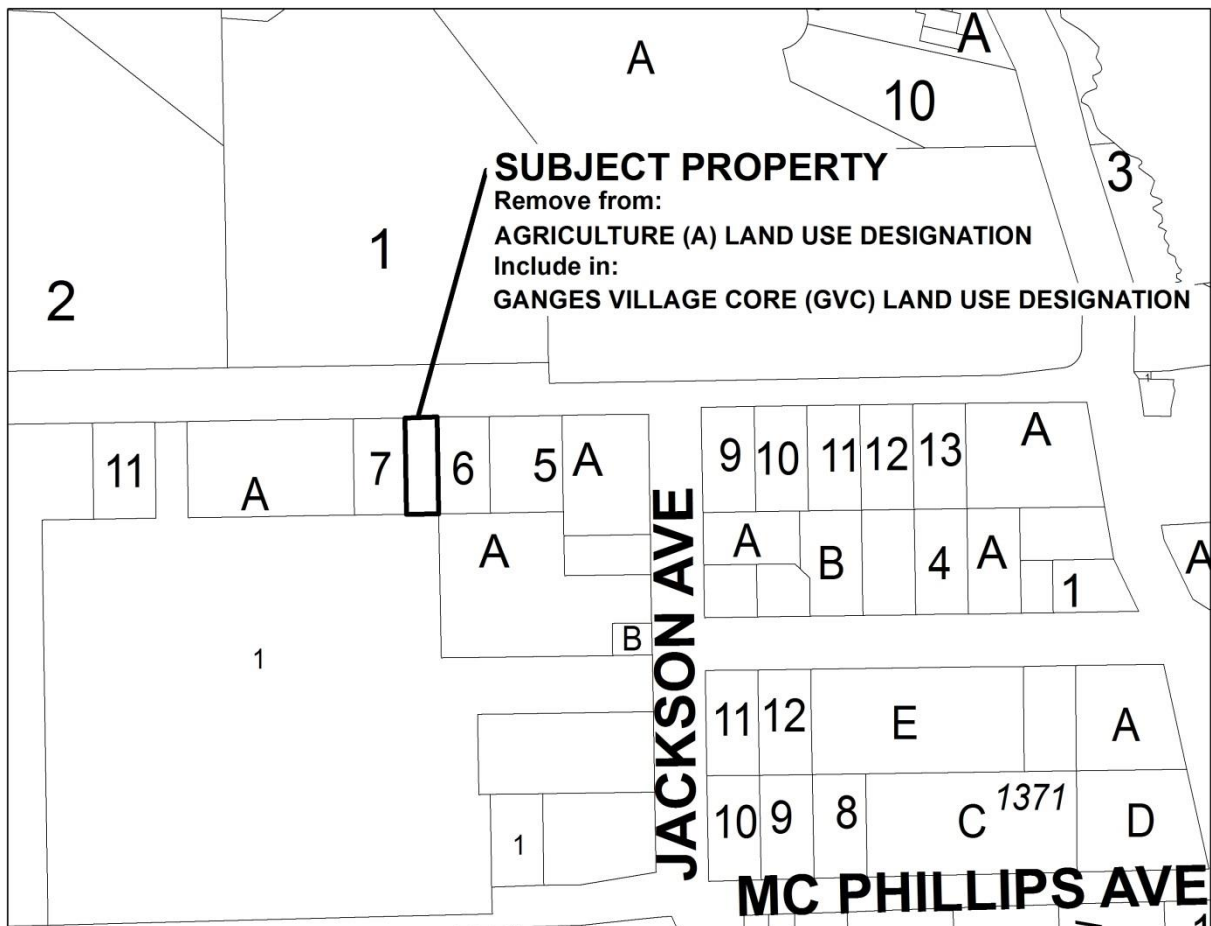 A
A
10
SUBJECT PROPERTY
3
Remove from:
AGRICULTURE (A) LAND USE DESIGNATION
1
Include in:
2
GANGES VILLAGE CORE (GVC) LAND USE DESIGNATION
1
11
A
7
6
5
A
9
10
11
12
13
A
A
A
B
4
A
1
A
B
1
JACKSON AVE
11
12
E
A
10
9
8
C
1371
D
1
MC PHILLIPS AVE
1